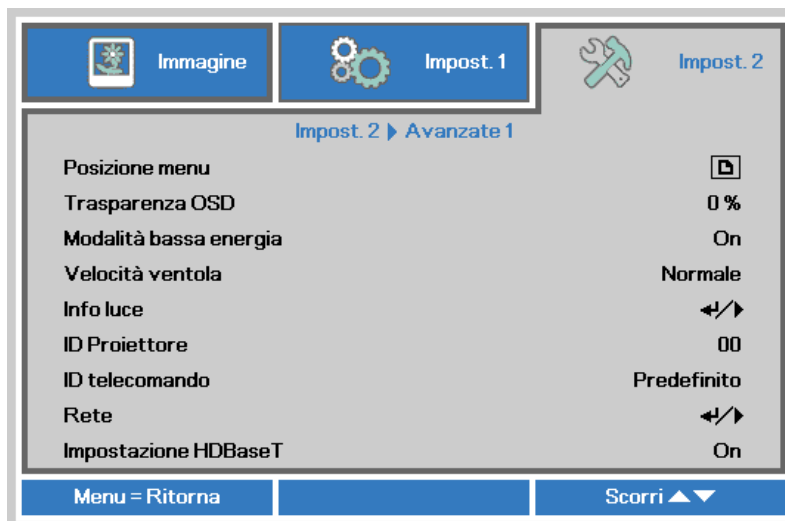 Immagine Impost. 1 Impost. 2
Impost. 2 ▶ Avanzate 1
Posizione menu
Trasparenza OSD 0 %
Modalità bassa energia On
Velocità ventola Normale
Info luce ↵/▶
ID Proiettore 00
ID telecomando Predefinito
Rete ↵/▶
Impostazione HDBaseT On
Menu = Ritorna Scorri ▲▼